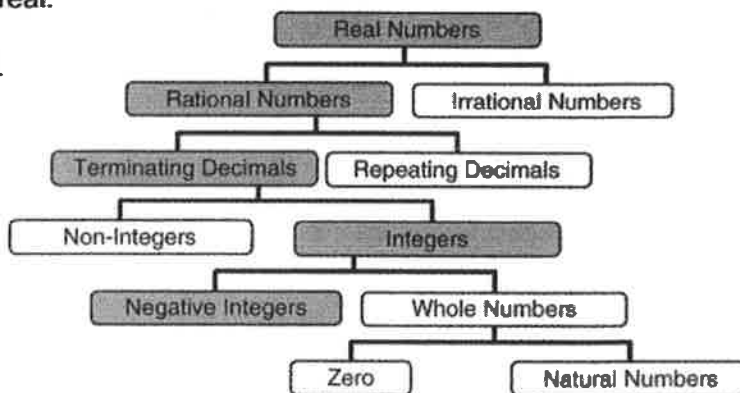 real.
Real Numbers
Rational Numbers Irrational Numbers
Terminating Decimals Repeating Decimals
Non-Integers Integers
Negative Integers Whole Numbers
Zero Natural Numbers